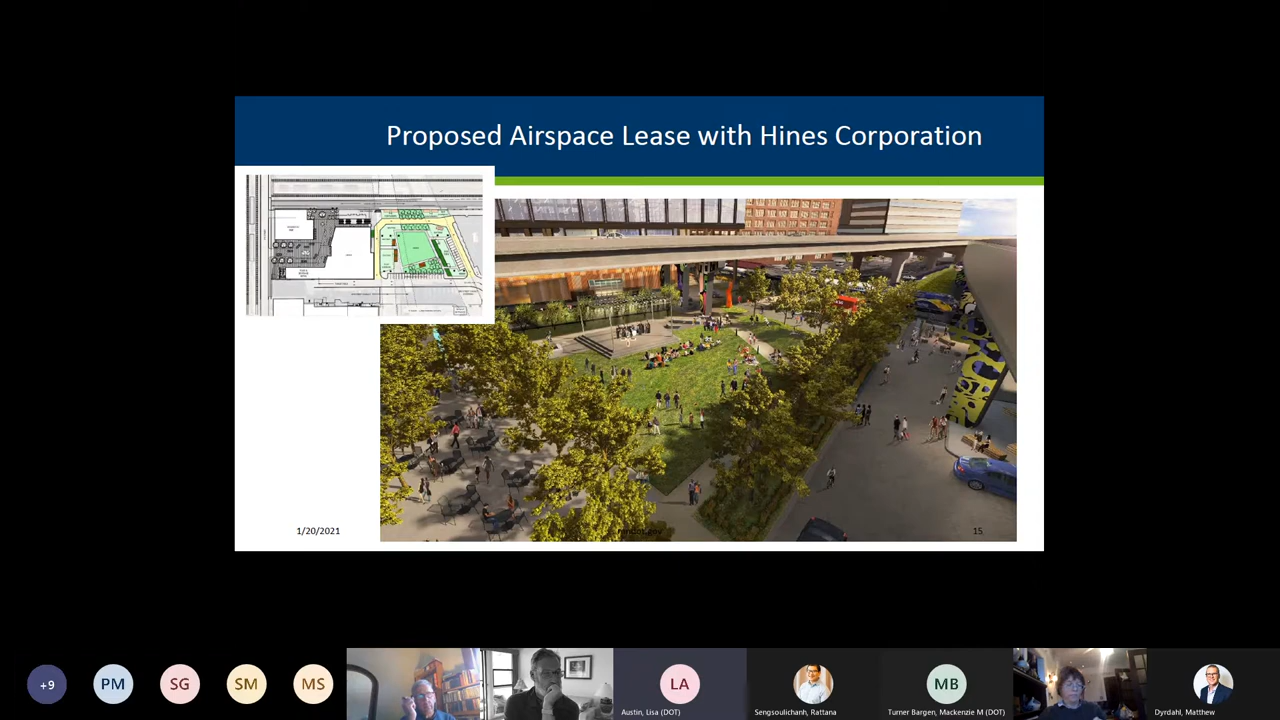 Proposed Airspace Lease with Hines Corporation
1/20/2021
15
+9
PM
SG
SM
MS
LA
MB
Austin, Lisa (DOT)
Sengsoulichanh, Rattana
Turner Bargen, Mackenzie M (DOT)
Dyrdahl, Matthew